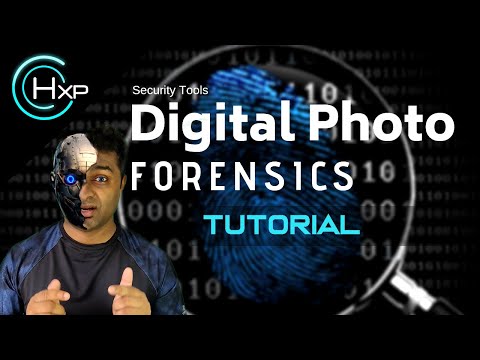 HXP
Security Tools
Digital Photo
FORENSICS
TUTORIAL